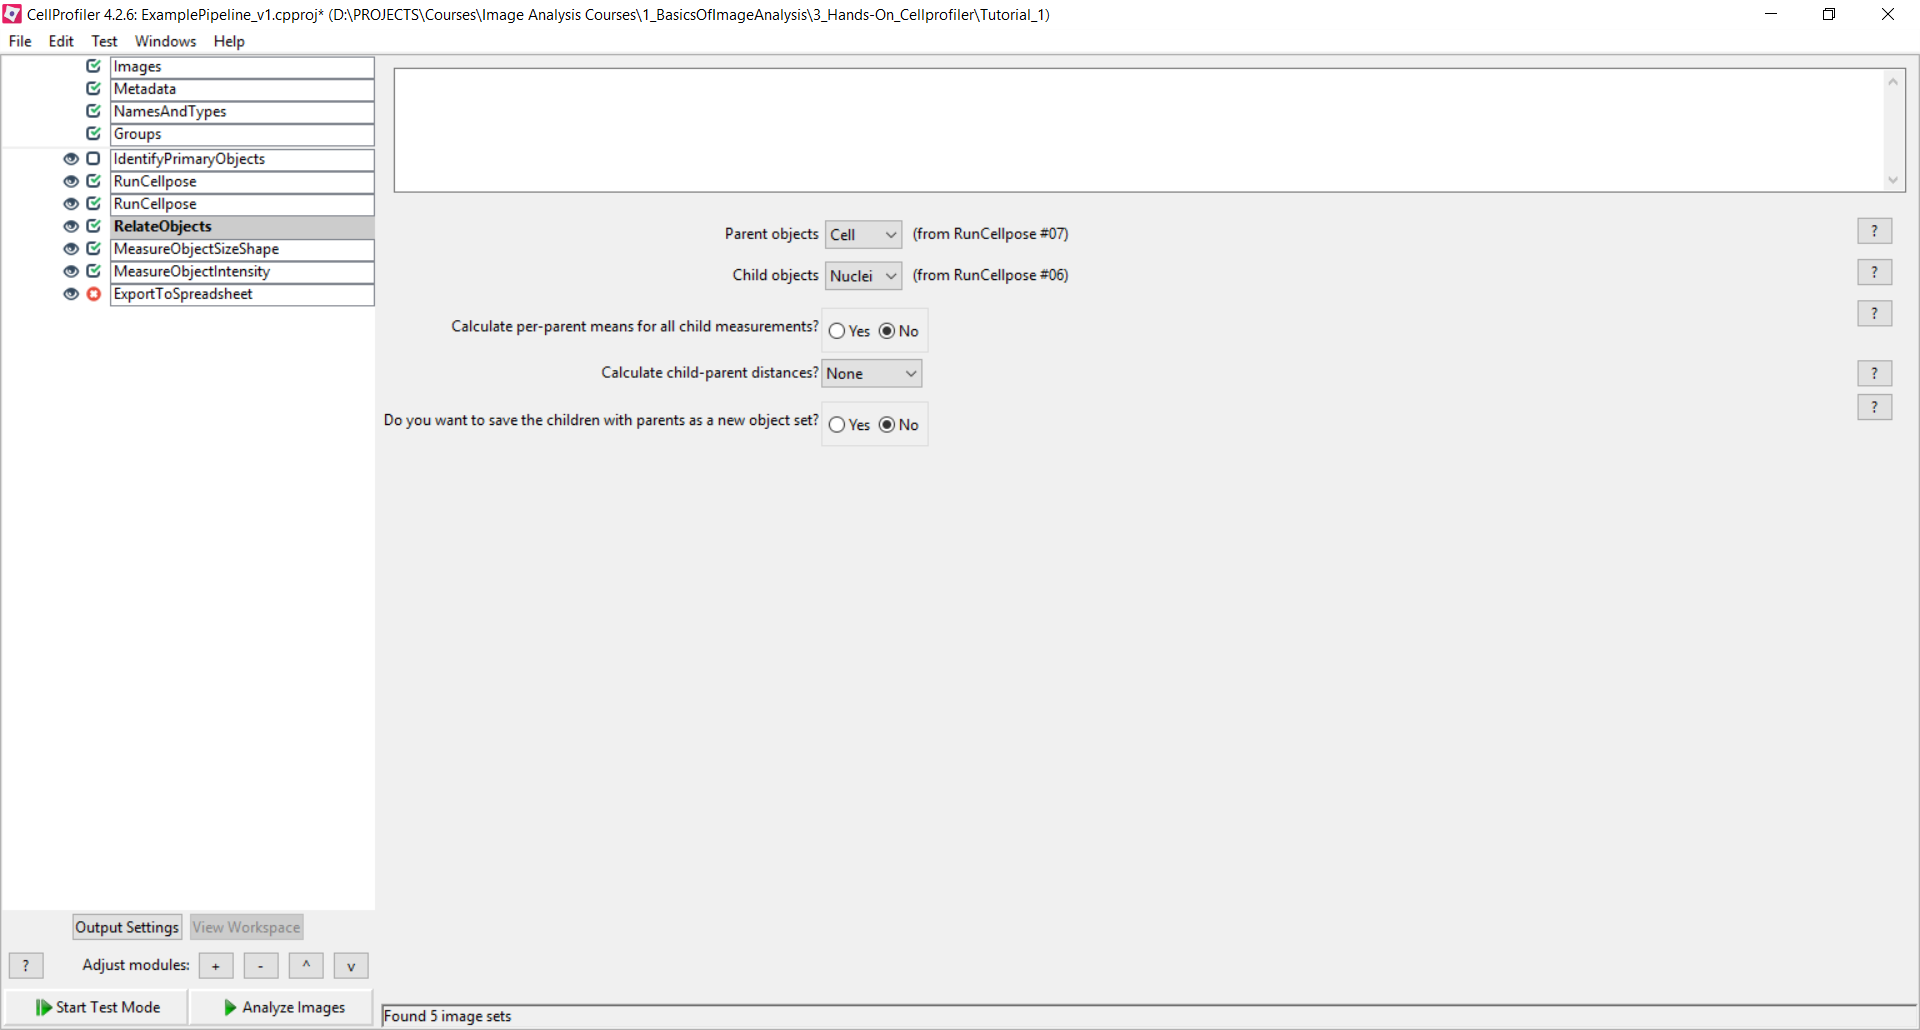 CellProfiler 4.2.6: ExamplePipeline_v1.cpproj* (D:\PROJECTS\Courses\Image Analysis Courses\1_BasicsOfImageAnalysis\3_Hands-On_Cellprofiler\Tutorial_1)
File Edit Test Windows Help
Images
Metadata
NamesAndTypes
Groups
IdentifyPrimaryObjects
RunCellpose
RunCellpose
RelateObjects
MeasureObjectSizeShape
MeasureObjectIntensity
ExportToSpreadsheet
Parent objects Cell (from RunCellpose #07) ?
Child objects Nuclei (from RunCellpose #06) ?
Calculate per-parent means for all child measurements? Yes No ?
Calculate child-parent distances? None ?
Do you want to save the children with parents as a new object set? Yes No ?
Output Settings View Workspace
? Adjust modules: + - ^ v
Start Test Mode Analyze Images
Found 5 image sets